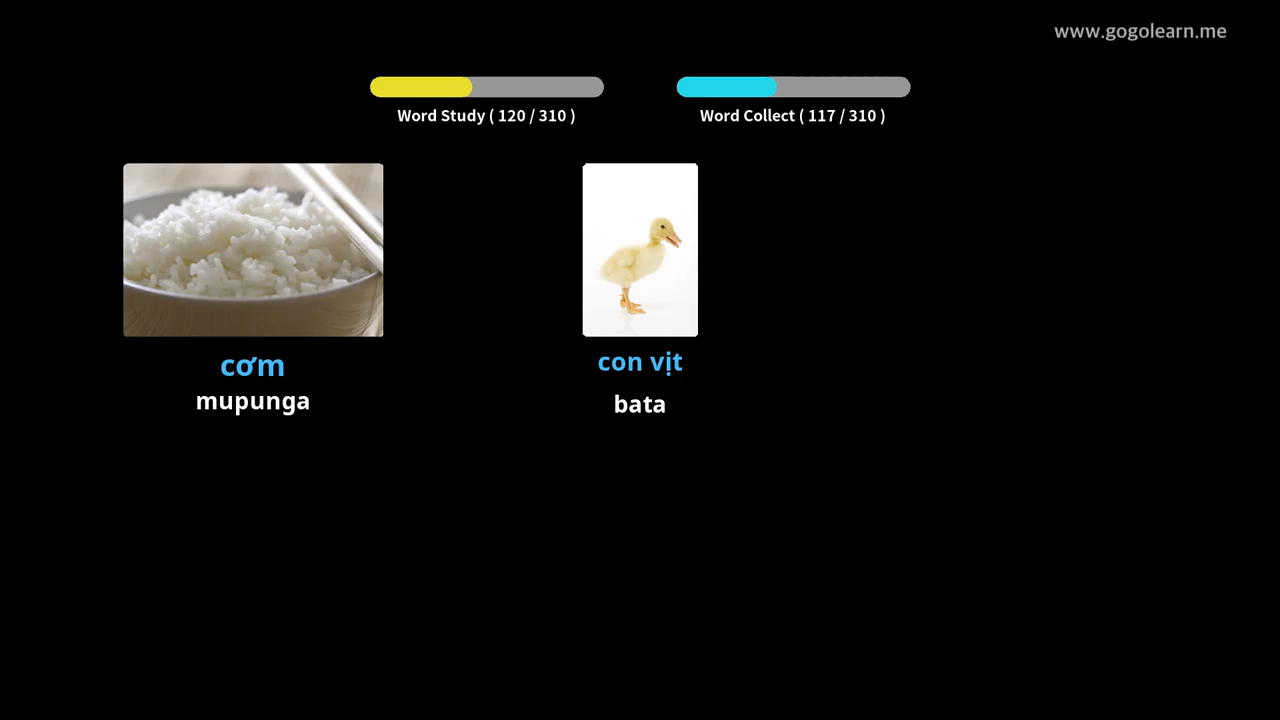 www.gogolearn.me
Word Study ( 120 / 310 )
Word Collect ( 117 / 310 )
cơm
mupunga
con vịt
bata